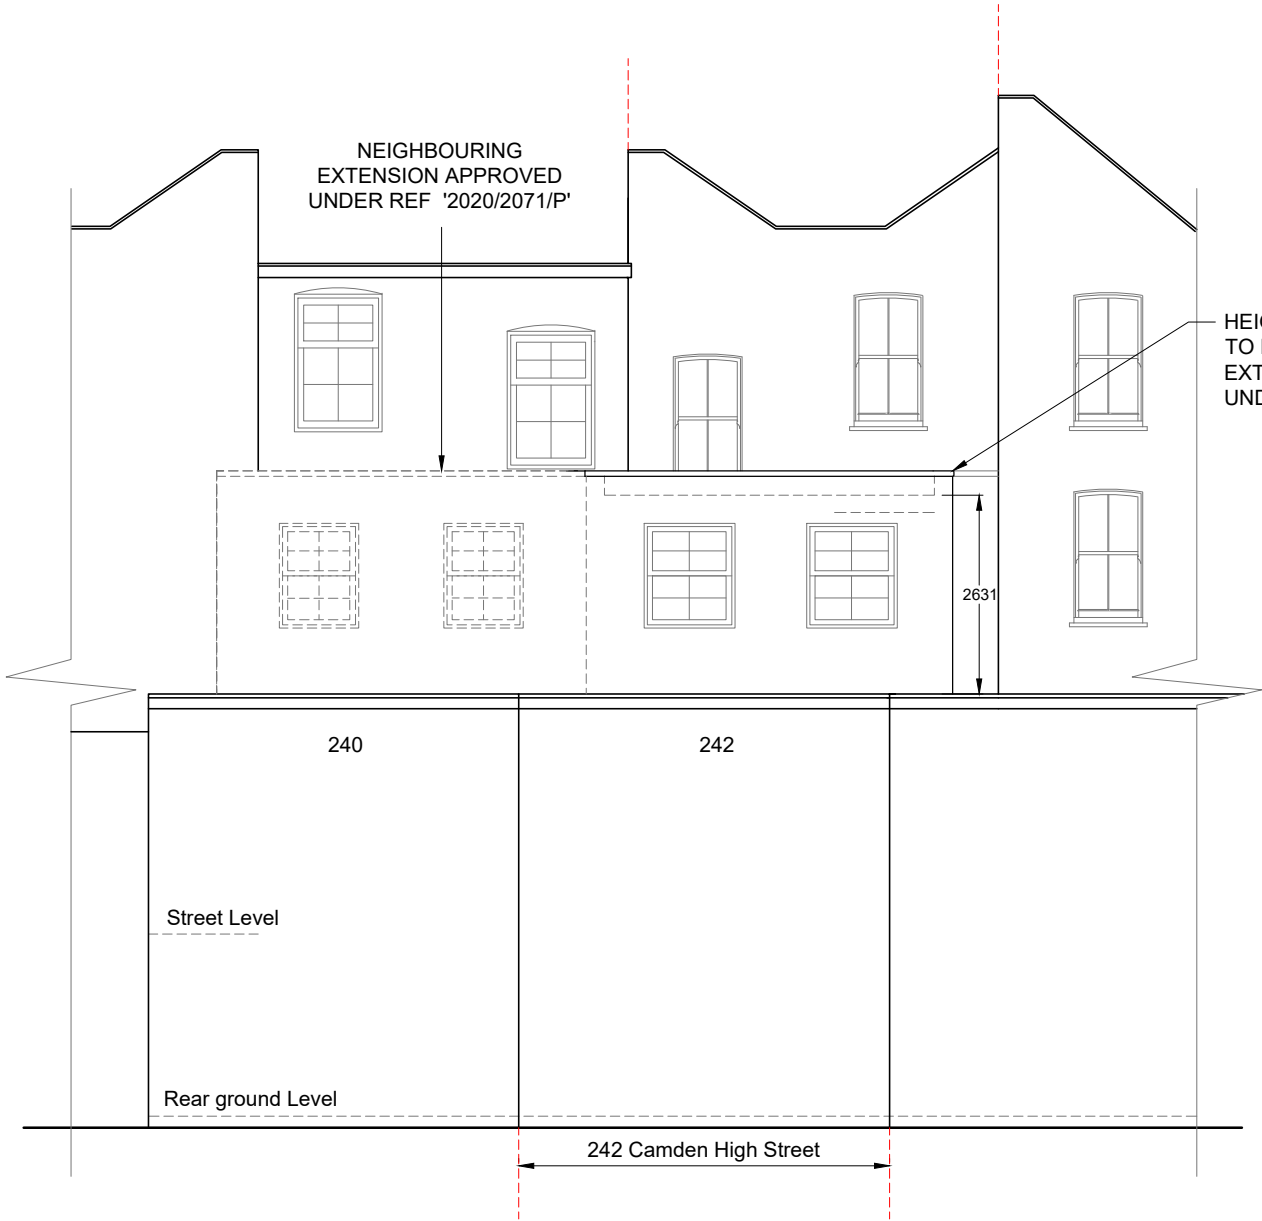 NEIGHBOURING
EXTENSION APPROVED
UNDER REF '2020/2071/P'
TO
2631
240
242
Street Level
Rear ground Level
242 Camden High Street